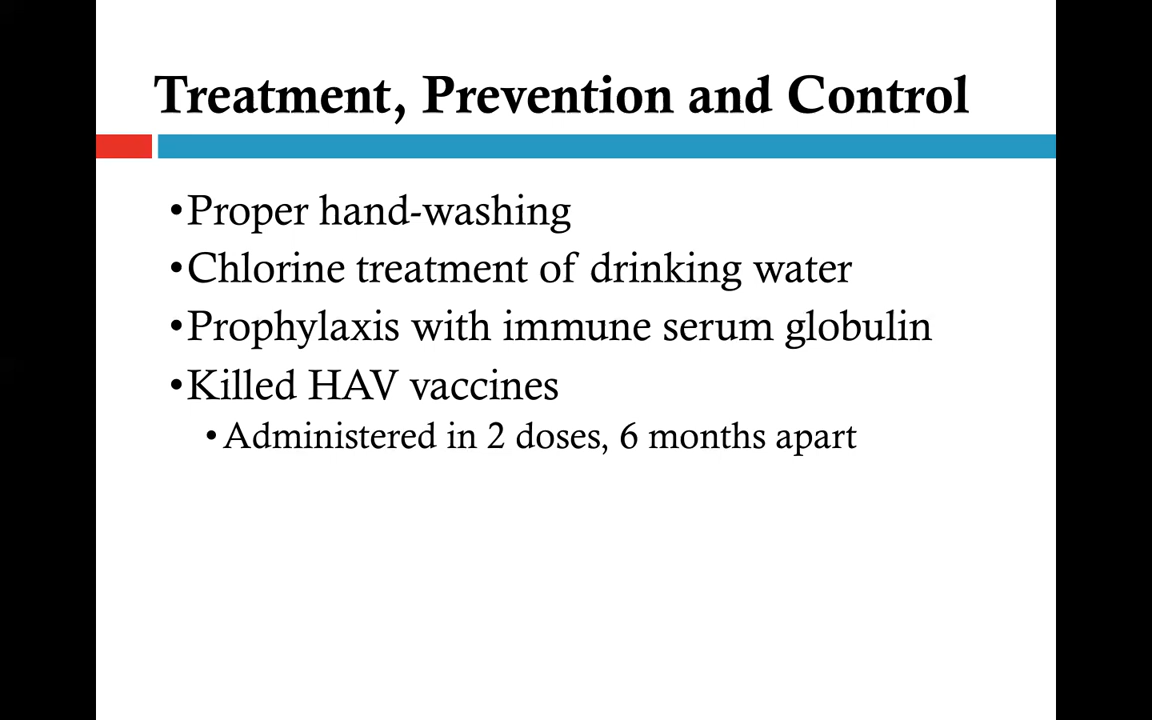 Treatment, Prevention and Control
•Proper hand-washing
•Chlorine treatment of drinking water
•Prophylaxis with immune serum globulin
•Killed HAV vaccines
•Administered in 2 doses, 6 months apart